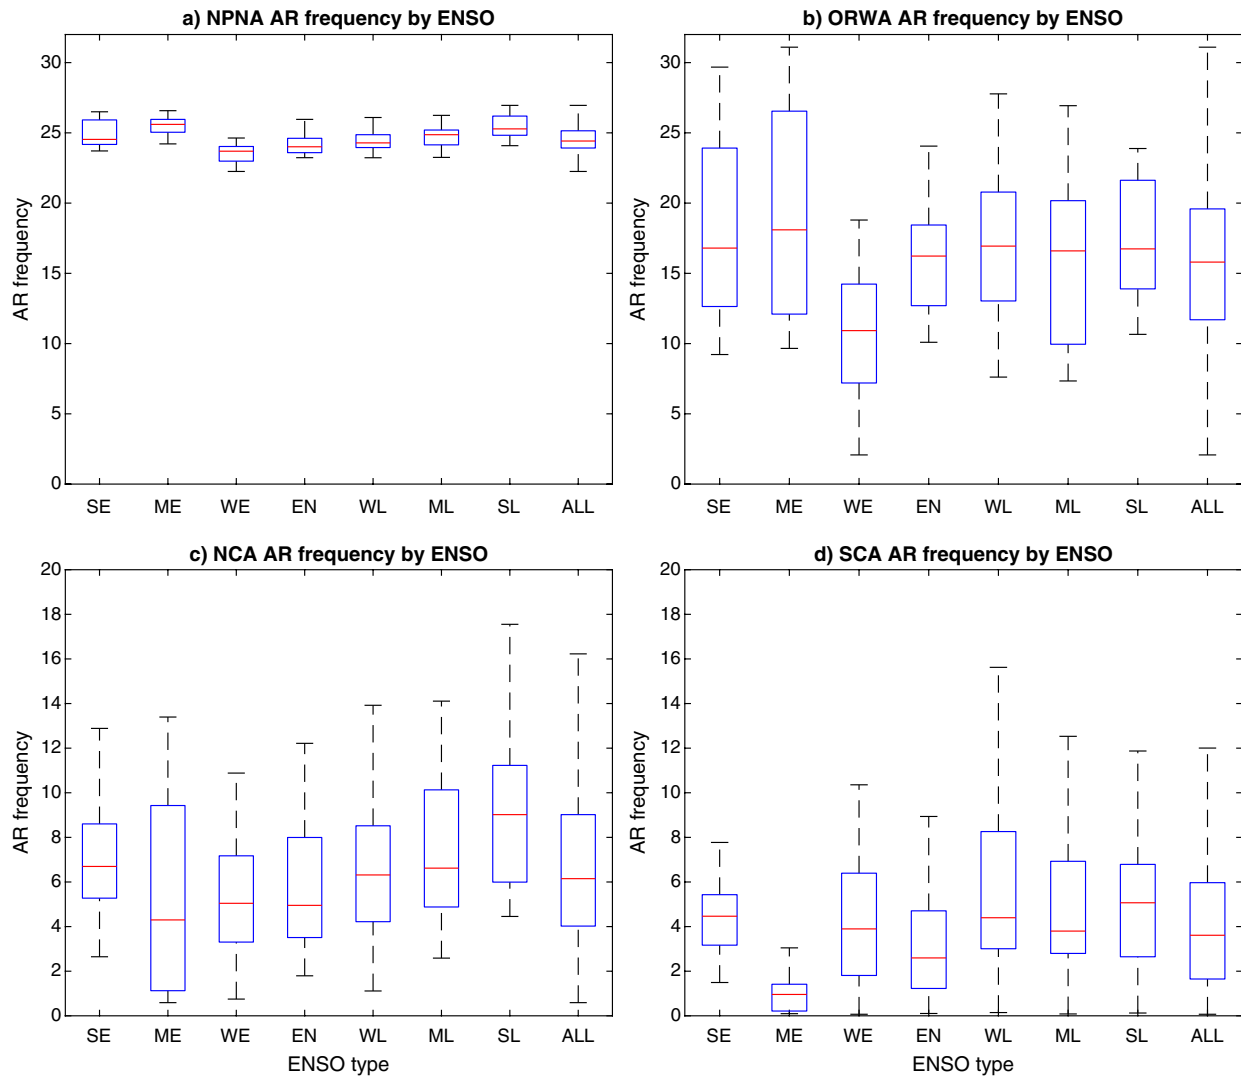 a) NPNA AR frequency by ENSO
AR frequency
30
25
20
15
10
5
0
SE ME WE EN WL ML SL ALL
b) ORWA AR frequency by ENSO
AR frequency
30
25
20
15
10
5
0
SE ME WE EN WL ML SL ALL
c) NCA AR frequency by ENSO
AR frequency
20
18
16
14
12
10
8
6
4
2
0
SE ME WE EN WL ML SL ALL
ENSO type
d) SCA AR frequency by ENSO
AR frequency
20
18
16
14
12
10
8
6
4
2
0
SE ME WE EN WL ML SL ALL
ENSO type